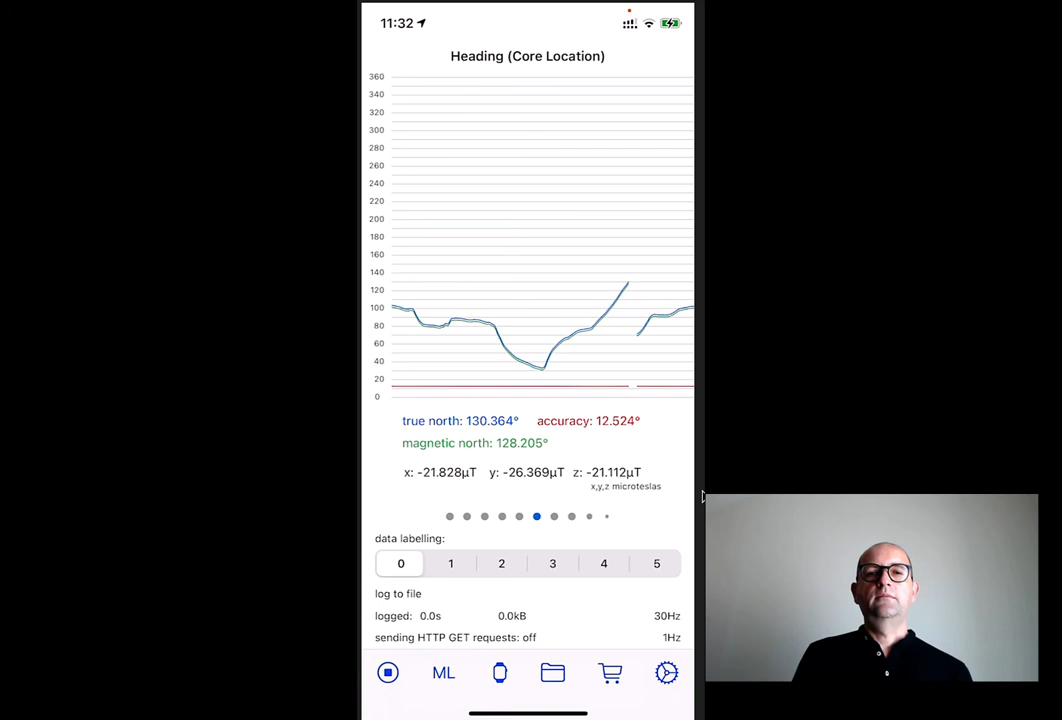 11:32
Heading (Core Location)
360
340
320
300
280
260
240
220
200
180
160
140
120
100
80
60
40
20
0
true north: 130.364° accuracy: 12.524°
magnetic north: 128.205°
x: -21.828µT y: -26.369µT z: -21.112µT
x,y,z microteslas
data labelling:
0 1 2 3 4 5
log to file
logged: 0.0s 0.0kB 30Hz
sending HTTP GET requests: off 1Hz
ML